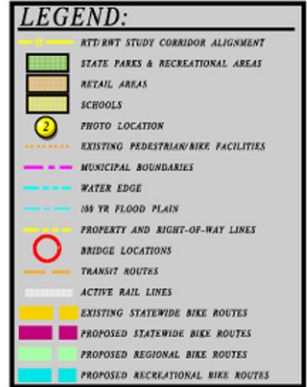 LEGEND:
RTT/RWT STUDY CORRIDOR ALIGNMENT
STATE PARKS & RECREATIONAL AREAS
RETAIL AREAS
SCHOOLS
2 PHOTO LOCATION
EXISTING PEDESTRIAN/BIKE FACILITIES
MUNICIPAL BOUNDARIES
WATER EDGE
100 YR FLOOD PLAIN
PROPERTY AND RIGHT-OF-WAY LINES
BRIDGE LOCATIONS
TRANSIT ROUTES
ACTIVE RAIL LINES
EXISTING STATEWIDE BIKE ROUTES
PROPOSED STATEWIDE BIKE ROUTES
PROPOSED REGIONAL BIKE ROUTES
PROPOSED RECREATIONAL BIKE ROUTES